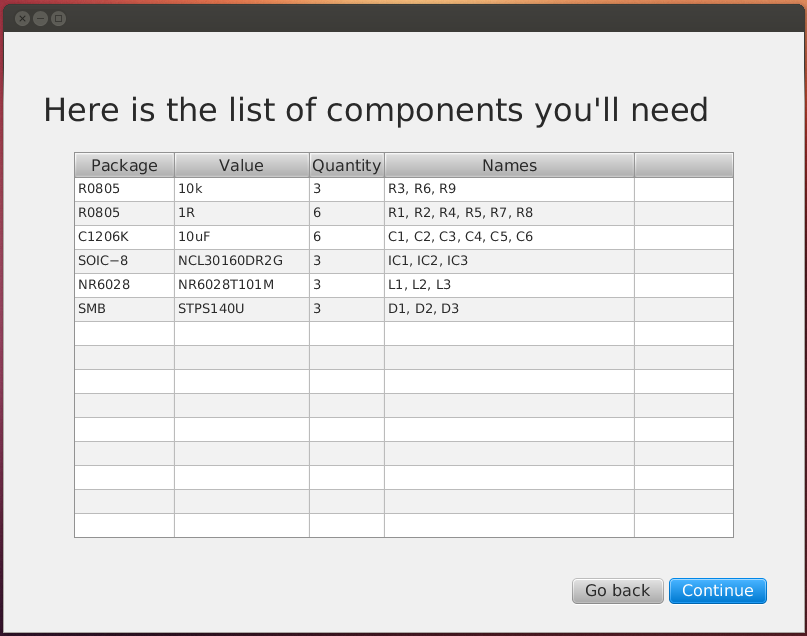 Here is the list of components you'll need
Package Value Quantity Names
R0805 10k 3 R3, R6, R9
R0805 1R 6 R1, R2, R4, R5, R7, R8
C1206K 10uF 6 C1, C2, C3, C4, C5, C6
SOIC−8 NCL30160DR2G 3 IC1, IC2, IC3
NR6028 NR6028T101M 3 L1, L2, L3
SMB STPS140U 3 D1, D2, D3
Go back Continue